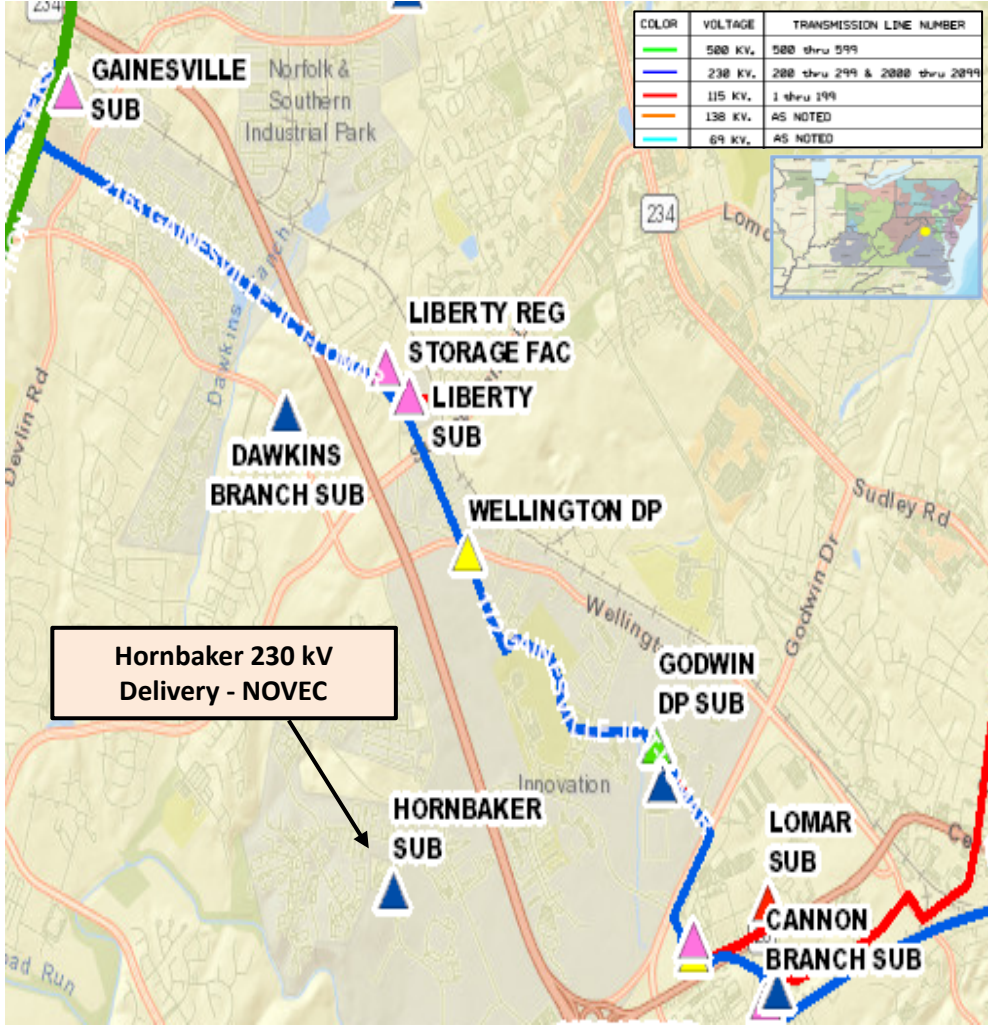 234
COLOR VOLTAGE TRANSMISSION LINE NUMBER
500 KV. 500 thru 599
230 KV. 200 thru 299 & 2000 thru 2099
115 KV. 1 thru 199
138 KV. AS NOTED
69 KV. AS NOTED
GAINESVILLE
SUB
Norfolk &
Southern
Industrial Park
234
Dawkins Branch
LIBERTY REG
STORAGE FAC
LIBERTY
SUB
Devlin Rd
DAWKINS
BRANCH SUB
WELLINGTON DP
Sudley Rd
Godwin Dr
GAINESVILLE
Hornbaker 230 kV
Delivery - NOVEC
GODWIN
DP SUB
Innovation
HORNBAKER
SUB
LOMAR
SUB
CANNON
BRANCH SUB
Run